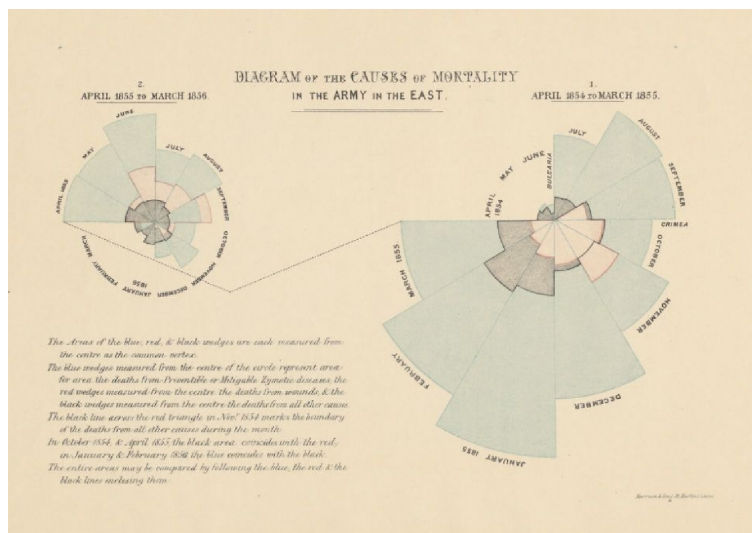 DIAGRAM OF THE CAUSES OF MORTALITY
IN THE ARMY IN THE EAST.
2.
APRIL 1855 TO MARCH 1856.
1.
APRIL 1854 TO MARCH 1855.
APRIL 1855
MAY
JUNE
JULY
AUGUST
SEPTEMBER
OCTOBER
NOVEMBER
DECEMBER
1856
JANUARY
FEBRUARY
MARCH
APRIL
1854
MAY
JUNE
BULGARIA
JULY
AUGUST
SEPTEMBER
CRIMEA
OCTOBER
NOVEMBER
DECEMBER
JANUARY 1855
FEBRUARY
MARCH 1855
The Areas of the blue, red, & black wedges are each measured from
the centre as the common vertex.
The blue wedges measured from the centre of the circle represent area
for area the deaths from Preventible or Mitigable Zymotic diseases, the
red wedges measured from the centre the deaths from wounds, & the
black wedges measured from the centre the deaths from all other causes
The black line across the red triangle in Novr. 1854 marks the boundary
of the deaths from all other causes during the month
In October 1854, & April 1855, the black area coincides with the red,
in January & February 1856, the blue coincides with the black
The entire areas may be compared by following the blue, the red & the
black lines enclosing them.